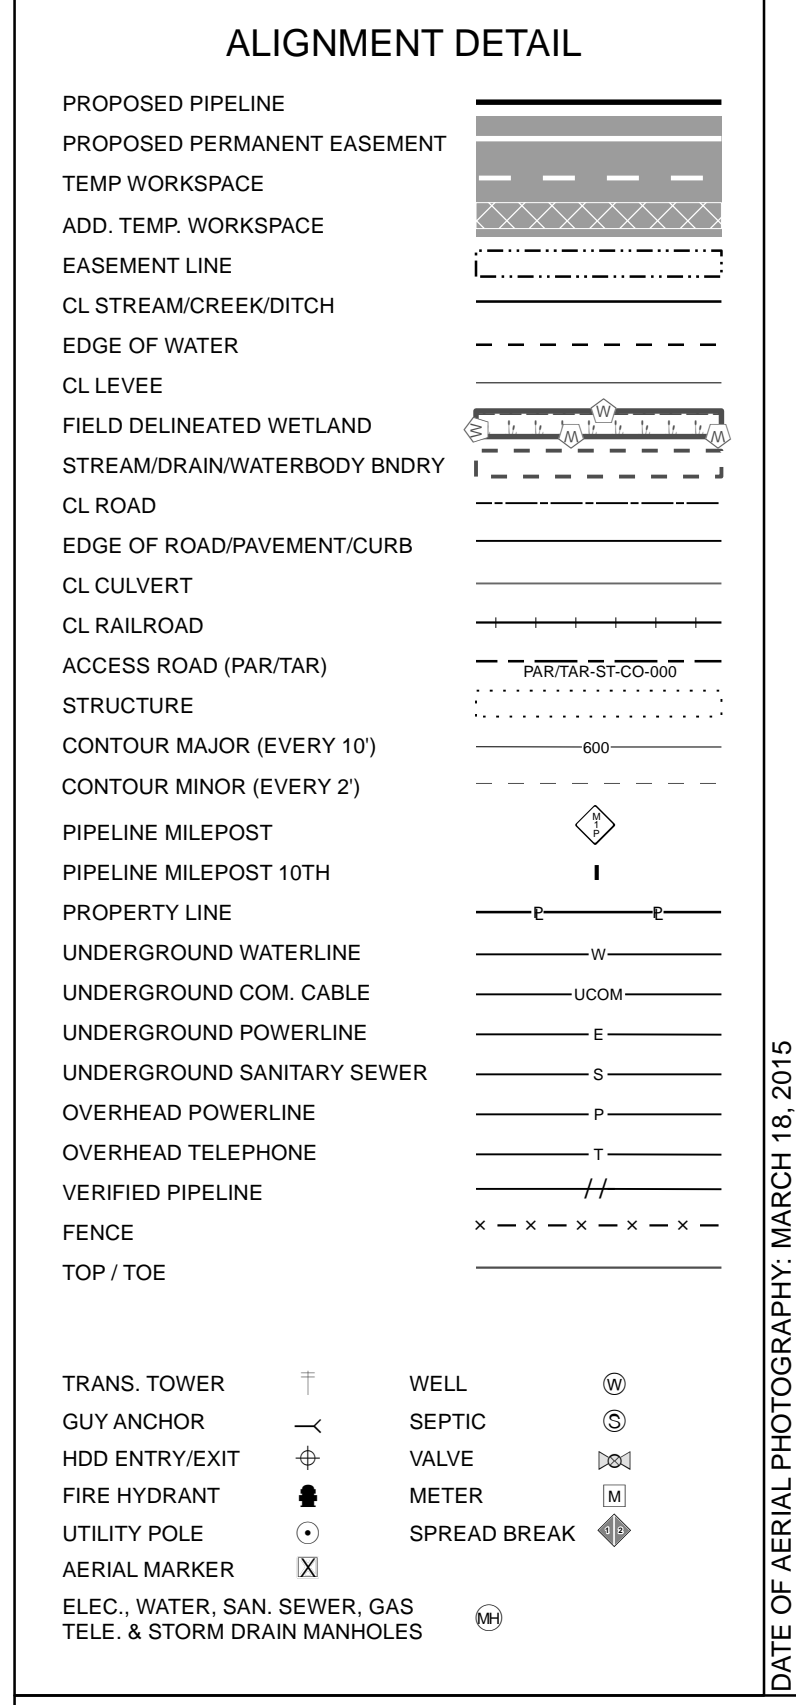 ALIGNMENT DETAIL
PROPOSED PIPELINE
PROPOSED PERMANENT EASEMENT
TEMP WORKSPACE
ADD. TEMP. WORKSPACE
EASEMENT LINE
CL STREAM/CREEK/DITCH
EDGE OF WATER
CL LEVEE
FIELD DELINEATED WETLAND W W W W
STREAM/DRAIN/WATERBODY BNDRY
CL ROAD
EDGE OF ROAD/PAVEMENT/CURB
CL CULVERT
CL RAILROAD
ACCESS ROAD (PAR/TAR) PAR/TAR-ST-CO-000
STRUCTURE
CONTOUR MAJOR (EVERY 10') 600
CONTOUR MINOR (EVERY 2')
PIPELINE MILEPOST M 1 P
PIPELINE MILEPOST 10TH
PROPERTY LINE PL PL
UNDERGROUND WATERLINE W
UNDERGROUND COM. CABLE UCOM
UNDERGROUND POWERLINE E
UNDERGROUND SANITARY SEWER S
OVERHEAD POWERLINE P
OVERHEAD TELEPHONE T
VERIFIED PIPELINE //
FENCE
TOP / TOE
TRANS. TOWER WELL W
GUY ANCHOR SEPTIC S
HDD ENTRY/EXIT VALVE
FIRE HYDRANT METER M
UTILITY POLE SPREAD BREAK 1 2
AERIAL MARKER X
ELEC., WATER, SAN. SEWER, GAS
TELE. & STORM DRAIN MANHOLES MH
DATE OF AERIAL PHOTOGRAPHY: MARCH 18, 2015